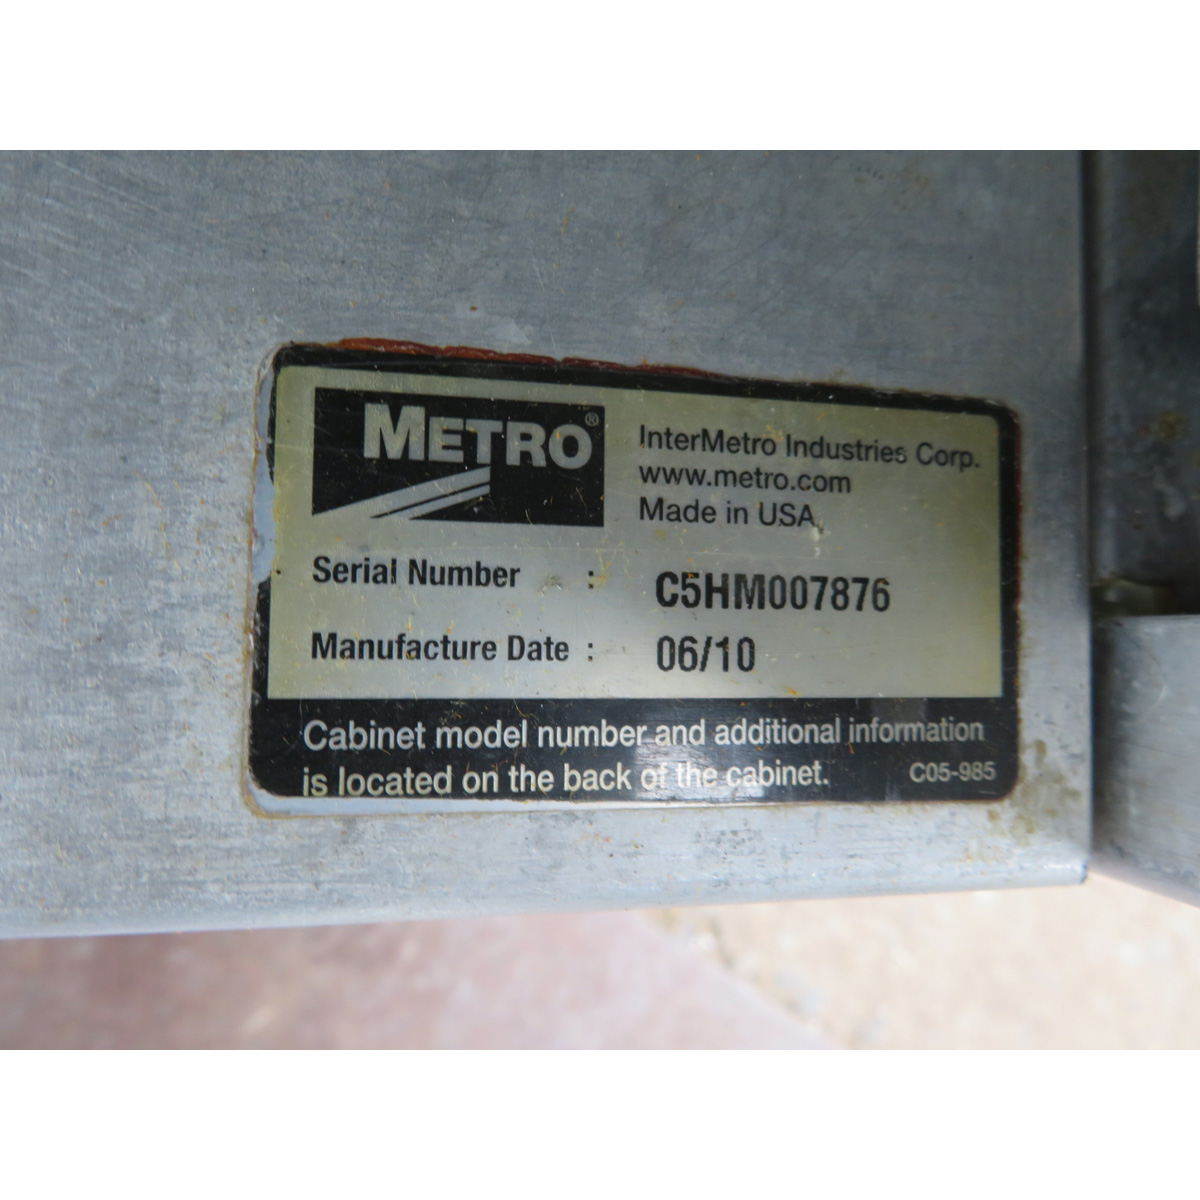 METRO®
InterMetro Industries Corp.
www.metro.com
Made in USA
Serial Number : C5HM007876
Manufacture Date : 06/10
Cabinet model number and additional information
is located on the back of the cabinet. C05-985